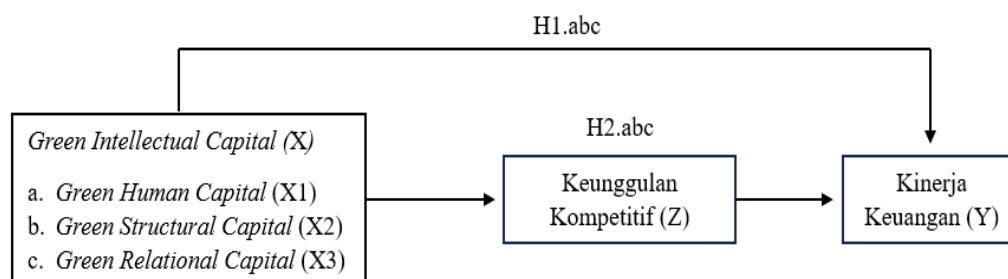 H1.abc
Green Intellectual Capital (X)
a. Green Human Capital (X1)
b. Green Structural Capital (X2)
c. Green Relational Capital (X3)
H2.abc
Keunggulan
Kompetitif (Z)
Kinerja
Keuangan (Y)